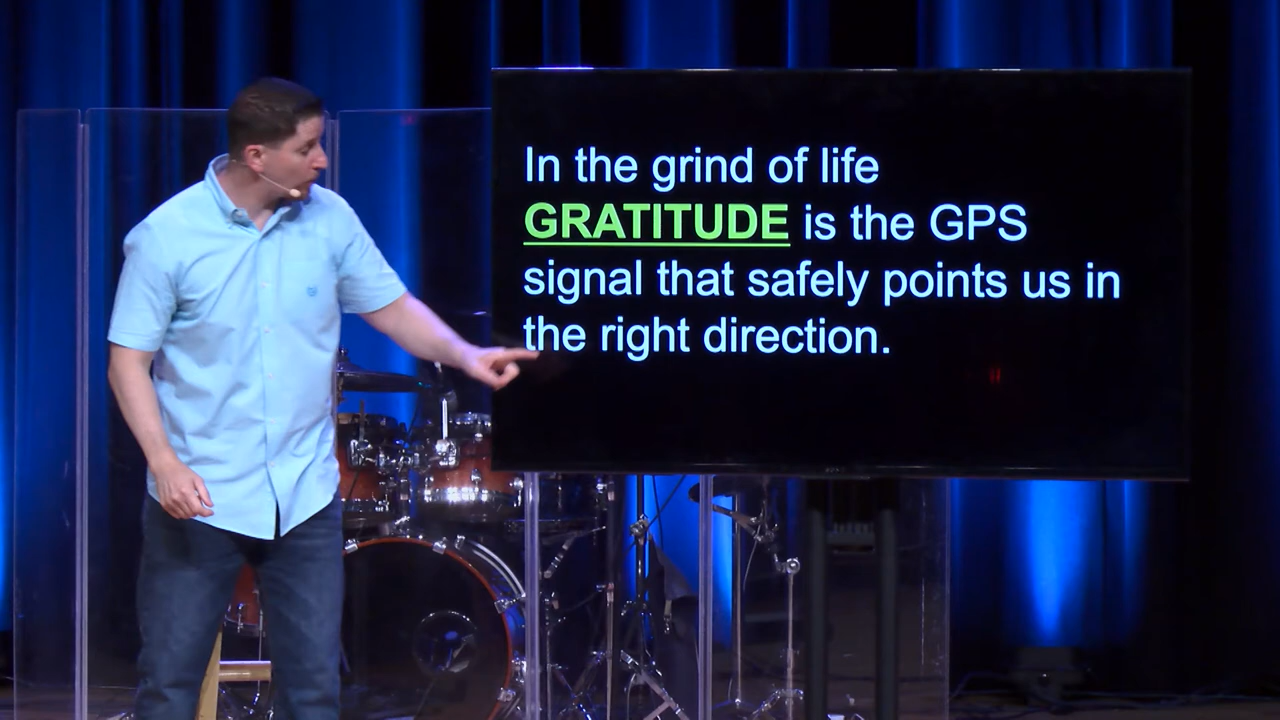 In the grind of life
GRATITUDE is the GPS
signal that safely points us in
the right direction.